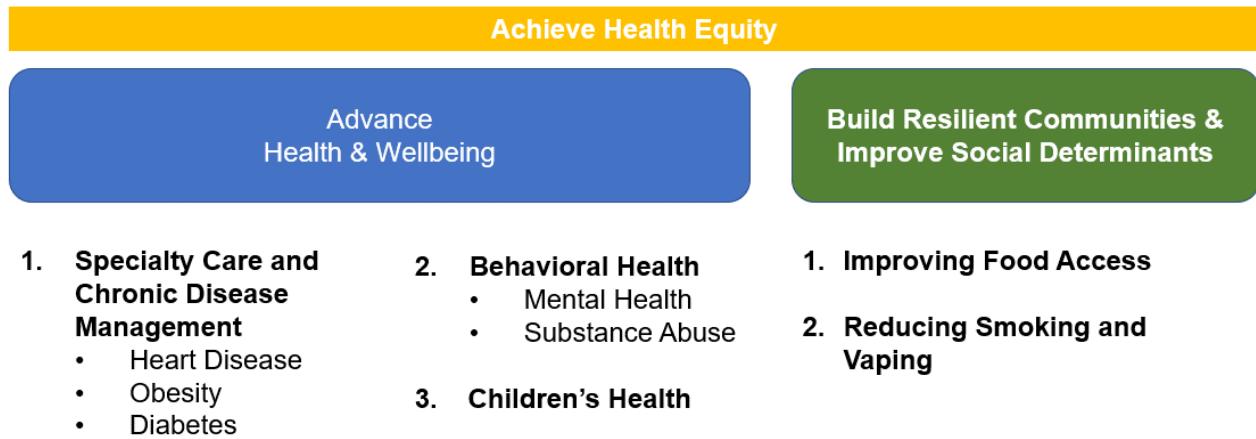 Achieve Health Equity
Advance
Health & Wellbeing
Build Resilient Communities &
Improve Social Determinants
1. Specialty Care and
Chronic Disease
Management
• Heart Disease
• Obesity
• Diabetes
2. Behavioral Health
• Mental Health
• Substance Abuse
3. Children’s Health
1. Improving Food Access
2. Reducing Smoking and
Vaping